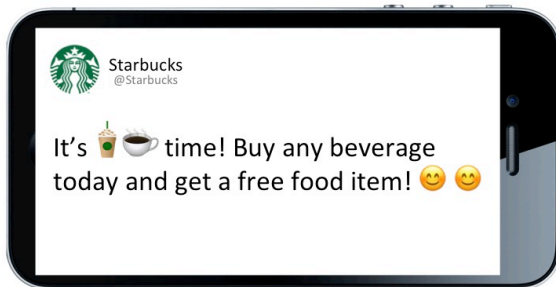 Starbucks
@Starbucks
It's time! Buy any beverage
today and get a free food item! 😊 😊